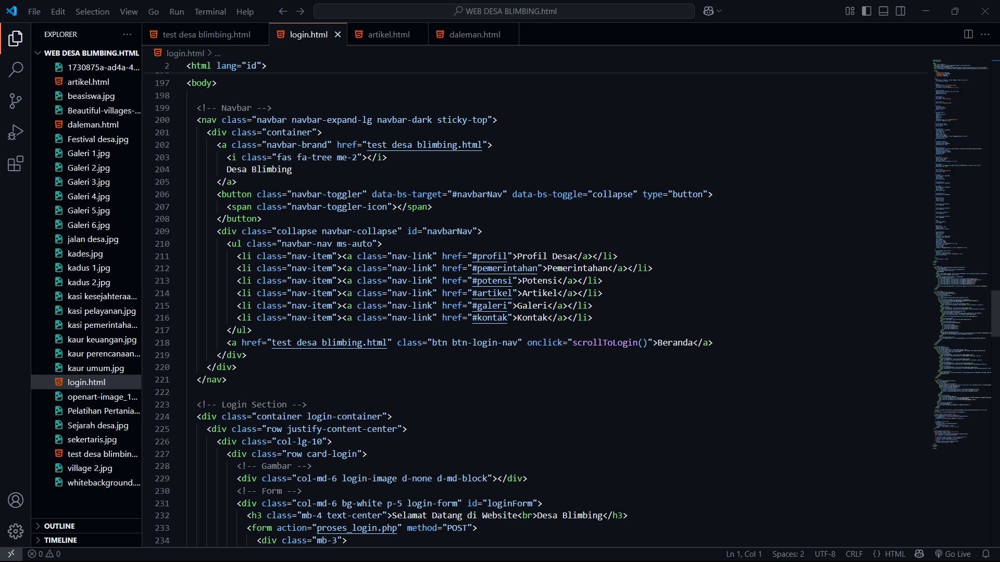 File Edit Selection View Go Run Terminal Help
WEB DESA BLIMBING.html
EXPLORER
test desa blimbing.html
login.html
artikel.html
daleman.html
WEB DESA BLIMBING.HTML
1730875a-ad4a-4...
artikel.html
beasiswa.jpg
Beautiful-villages-...
daleman.html
Festival desa.jpg
Galeri 1.jpg
Galeri 2.jpg
Galeri 3.jpg
Galeri 4.jpg
Galeri 5.jpg
Galeri 6.jpg
jalan desa.jpg
kades.jpg
kadus 1.jpg
kadus 2.jpg
kasi kesejahteraa...
kasi pelayanan.jpg
kasi pemerintaha...
kaur keuangan.jpg
kaur perencanaan...
kaur umum.jpg
login.html
openart-image_1...
Pelatihan Pertania...
Sejarah desa.jpg
sekertaris.jpg
test desa blimbin...
village 2.jpg
whitebackground....
OUTLINE
TIMELINE
login.html > ...
2 <html lang="id">
197 <body>
198
199 <!-- Navbar -->
200 <nav class="navbar navbar-expand-lg navbar-dark sticky-top">
201 <div class="container">
202 <a class="navbar-brand" href="test desa blimbing.html">
203 <i class="fas fa-tree me-2"></i>
204 Desa Blimbing
205 </a>
206 <button class="navbar-toggler" data-bs-target="#navbarNav" data-bs-toggle="collapse" type="button">
207 <span class="navbar-toggler-icon"></span>
208 </button>
209 <div class="collapse navbar-collapse" id="navbarNav">
210 <ul class="navbar-nav ms-auto">
211 <li class="nav-item"><a class="nav-link" href="#profil">Profil Desa</a></li>
212 <li class="nav-item"><a class="nav-link" href="#pemerintahan">Pemerintahan</a></li>
213 <li class="nav-item"><a class="nav-link" href="#potensi">Potensi</a></li>
214 <li class="nav-item"><a class="nav-link" href="#artikel">Artikel</a></li>
215 <li class="nav-item"><a class="nav-link" href="#galeri">Galeri</a></li>
216 <li class="nav-item"><a class="nav-link" href="#kontak">Kontak</a></li>
217 </ul>
218 <a href="test desa blimbing.html" class="btn btn-login-nav" onclick="scrollToLogin()">Beranda</a>
219 </div>
220 </div>
221 </nav>
222
223 <!-- Login Section -->
224 <div class="container login-container">
225 <div class="row justify-content-center">
226 <div class="col-lg-10">
227 <div class="row card-login">
228 <!-- Gambar -->
229 <div class="col-md-6 login-image d-none d-md-block"></div>
230 <!-- Form -->
231 <div class="col-md-6 bg-white p-5 login-form" id="loginForm">
232 <h3 class="mb-4 text-center">Selamat Datang di Website<br>Desa Blimbing</h3>
233 <form action="proses_login.php" method="POST">
234 <div class="mb-3">
0 0
Ln 1, Col 1 Spaces: 2 UTF-8 CRLF {} HTML Go Live